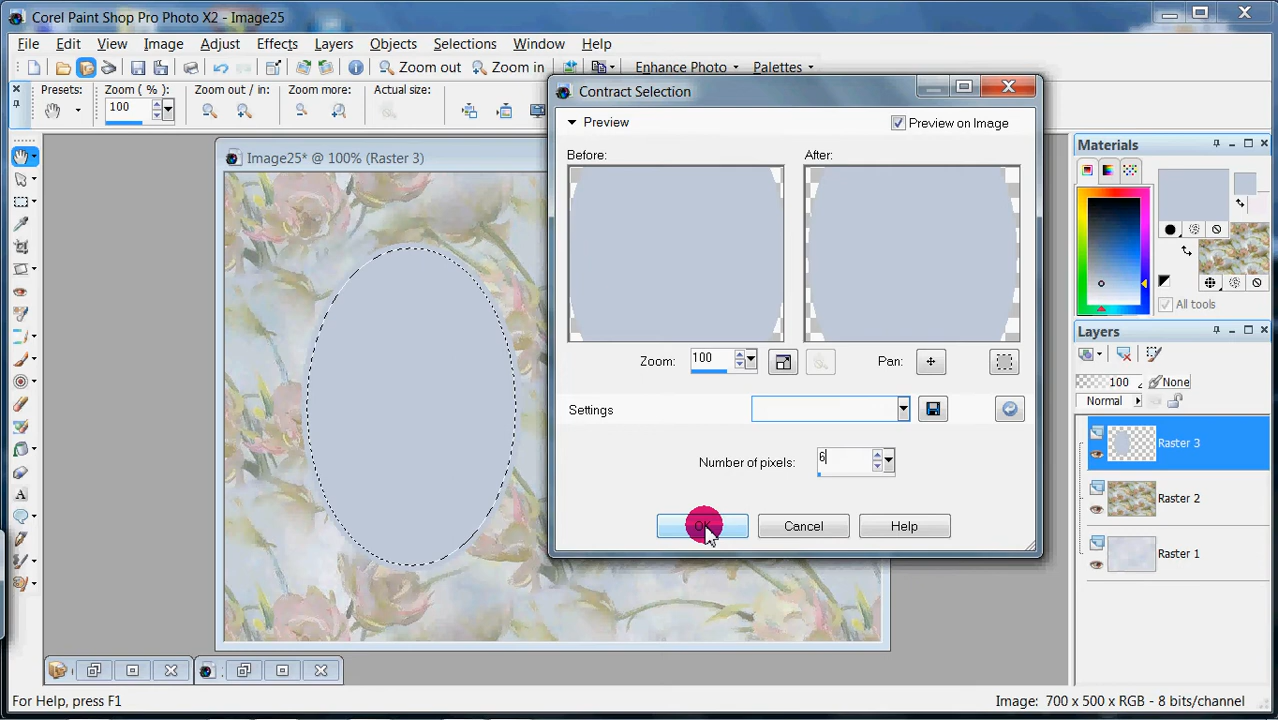 Corel Paint Shop Pro Photo X2 - Image25
File Edit View Image Adjust Effects Layers Objects Selections Window Help
Zoom out Zoom in Enhance Photo Palettes
Presets: Zoom ( % ): Zoom out / in: Zoom more: Actual size:
100
Contract Selection
Preview Preview on Image
Before: After:
Image25* @ 100% (Raster 3)
Zoom: 100 Pan:
Settings
Number of pixels: 6
OK Cancel Help
Materials
All tools
Layers
100 None
Normal
Raster 3
Raster 2
Raster 1
For Help, press F1 Image: 700 x 500 x RGB - 8 bits/channel